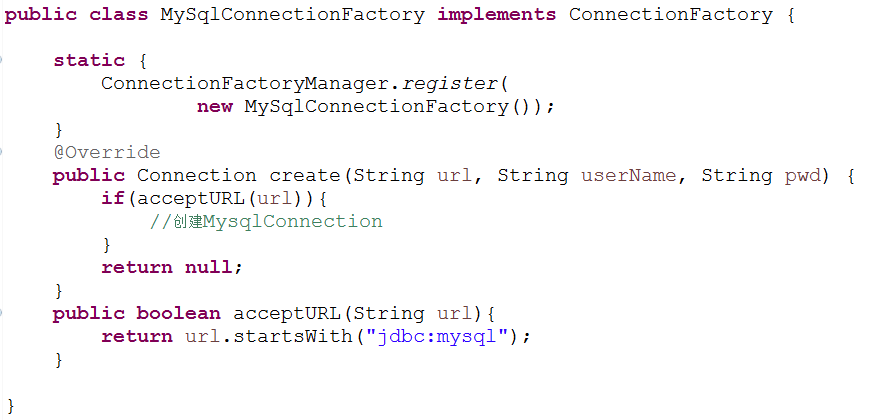 public class MySqlConnectionFactory implements ConnectionFactory {
static {
ConnectionFactoryManager.register(
new MySqlConnectionFactory());
}
@Override
public Connection create(String url, String userName, String pwd) {
if(acceptURL(url)){
//创建MysqlConnection
}
return null;
}
public boolean acceptURL(String url){
return url.startsWith("jdbc:mysql");
}
}